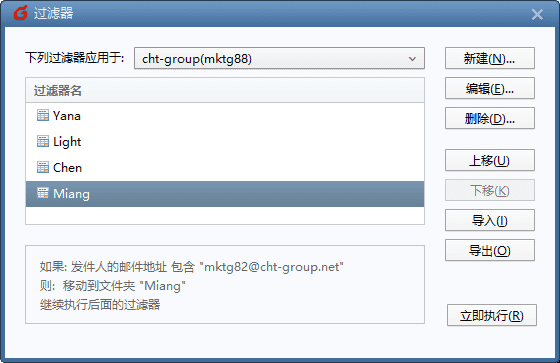 过滤器
下列过滤器应用于: cht-group(mktg88)
新建(N)...
过滤器名
编辑(E)...
Yana
删除(D)...
Light
Chen
上移(U)
Miang
下移(K)
导入(I)
导出(O)
如果: 发件人的邮件地址 包含 "mktg82@cht-group.net"
则: 移动到文件夹 "Miang"
继续执行后面的过滤器
立即执行(R)